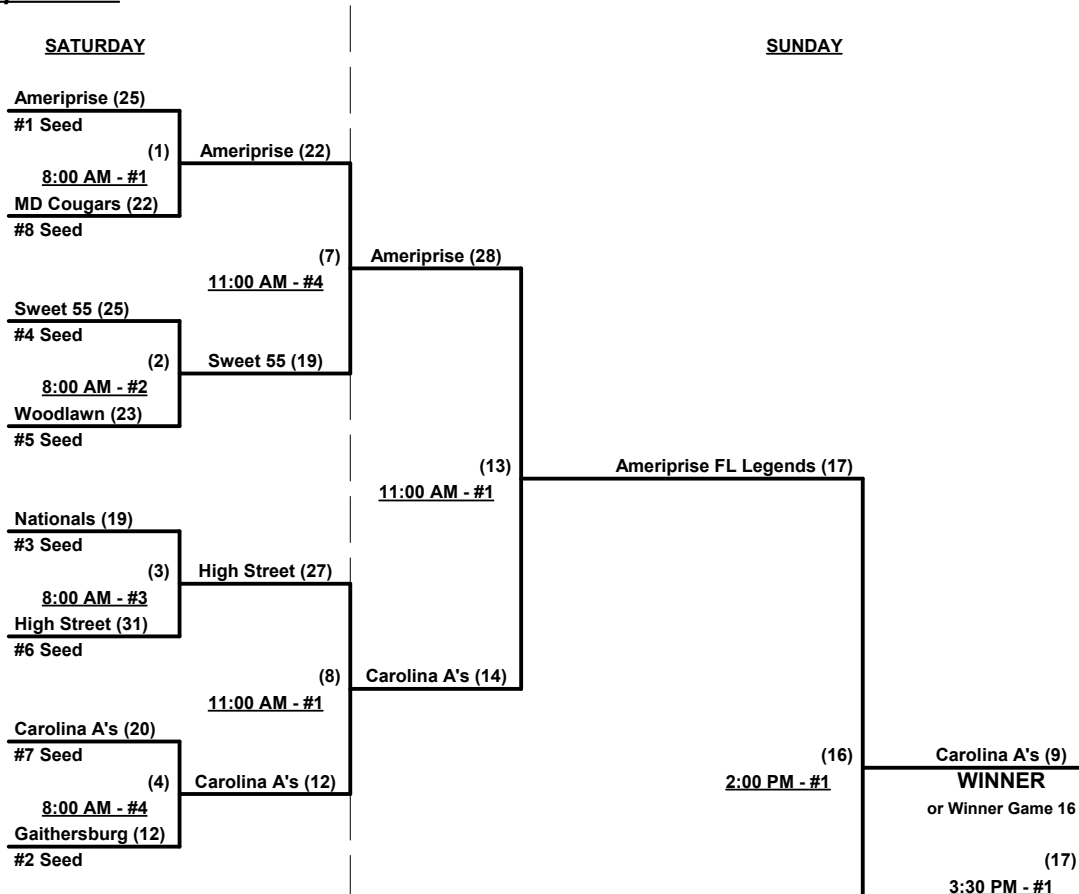 SATURDAY
SUNDAY
Ameriprise (25)
#1 Seed
(1)
Ameriprise (22)
8:00 AM - #1
MD Cougars (22)
#8 Seed
(7)
Ameriprise (28)
11:00 AM - #4
Sweet 55 (25)
#4 Seed
(2)
Sweet 55 (19)
8:00 AM - #2
Woodlawn (23)
#5 Seed
(13)
Ameriprise FL Legends (17)
11:00 AM - #1
Nationals (19)
#3 Seed
(3)
High Street (27)
8:00 AM - #3
High Street (31)
#6 Seed
(8)
Carolina A's (14)
11:00 AM - #1
Carolina A's (20)
#7 Seed
(4)
Carolina A's (12)
8:00 AM - #4
Gaithersburg (12)
#2 Seed
(16)
Carolina A's (9)
2:00 PM - #1
WINNER
or Winner Game 16
(17)
3:30 PM - #1